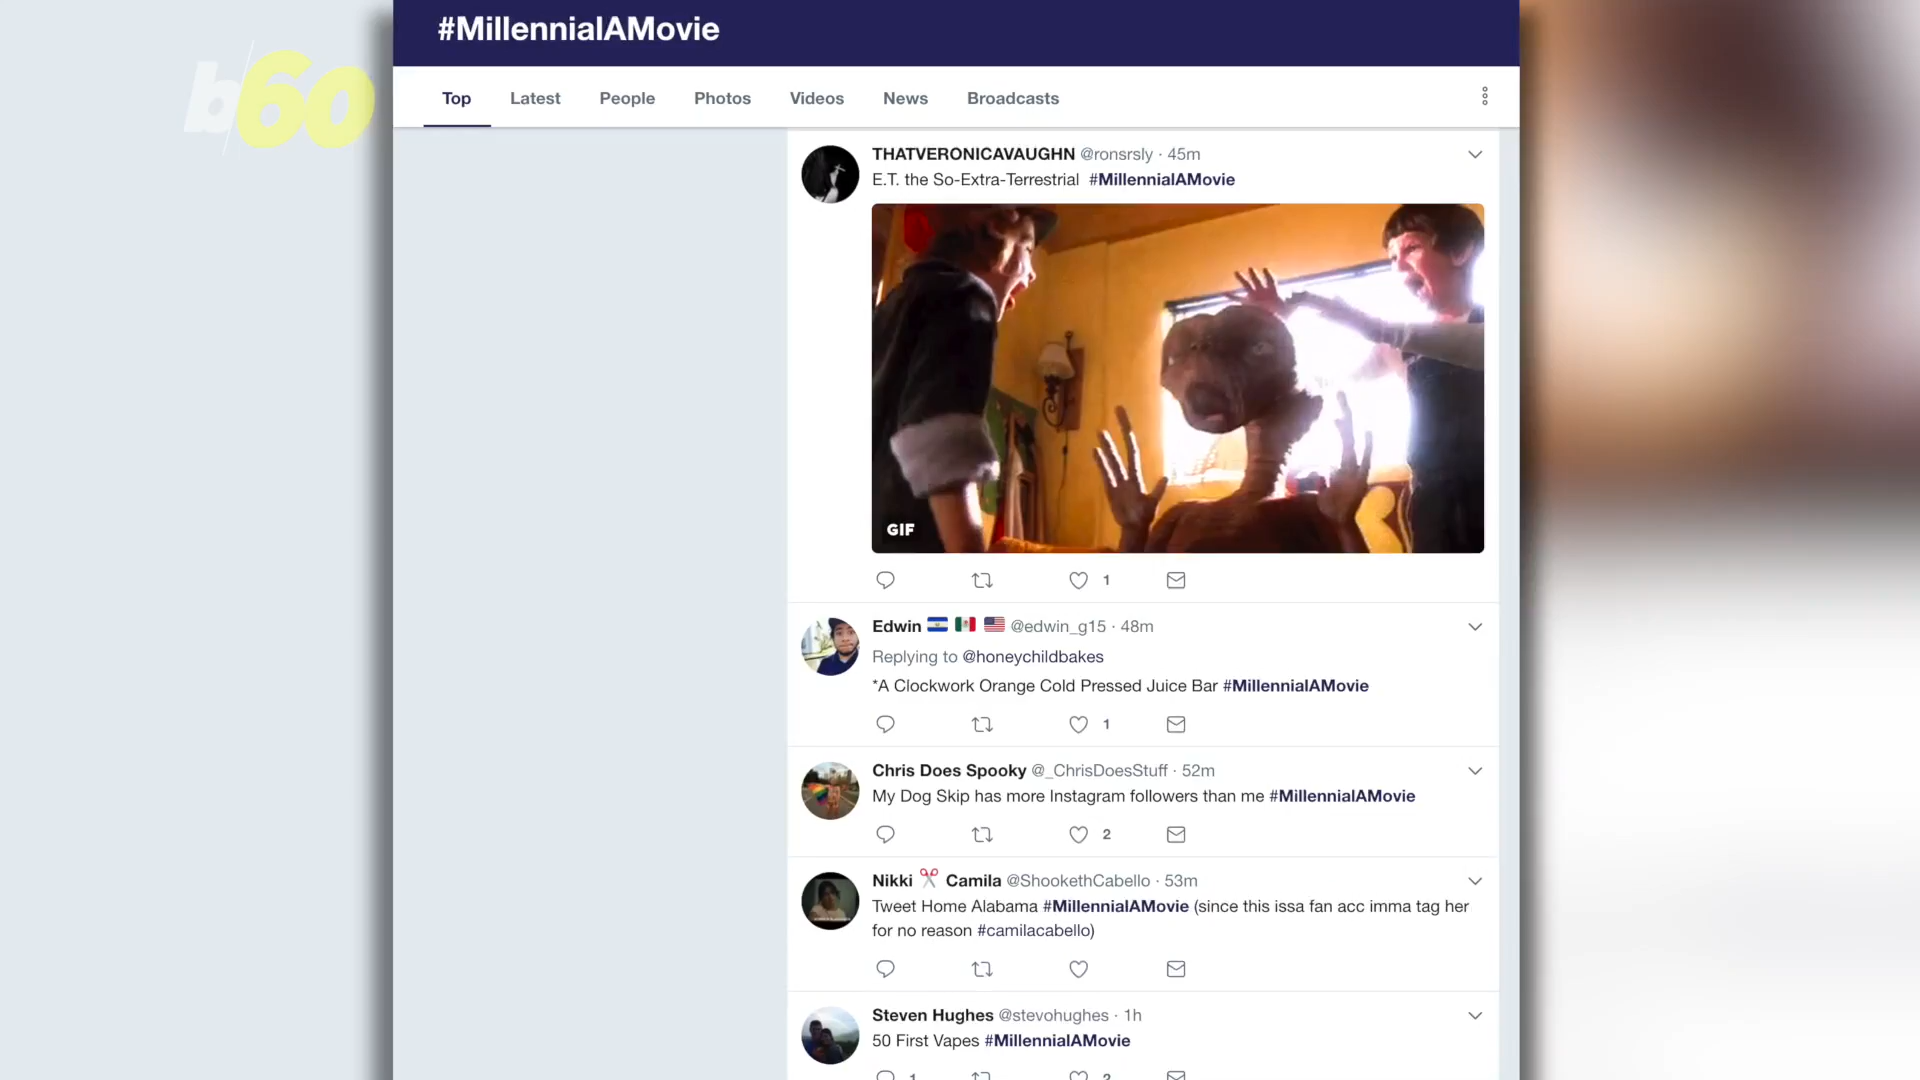 #MillennialAMovie
b/60
Top Latest People Photos Videos News Broadcasts
THATVERONICAVAUGHN @ronsrsly · 45m
E.T. the So-Extra-Terrestrial #MillennialAMovie
GIF
1
Edwin 🇸🇻 🇲🇽 🇺🇸 @edwin_g15 · 48m
Replying to @honeychildbakes
*A Clockwork Orange Cold Pressed Juice Bar #MillennialAMovie
1
Chris Does Spooky @_ChrisDoesStuff · 52m
My Dog Skip has more Instagram followers than me #MillennialAMovie
2
Nikki ✂️ Camila @ShookethCabello · 53m
Tweet Home Alabama #MillennialAMovie (since this issa fan acc imma tag her
for no reason #camilacabello)
Steven Hughes @stevohughes · 1h
50 First Vapes #MillennialAMovie
1 2